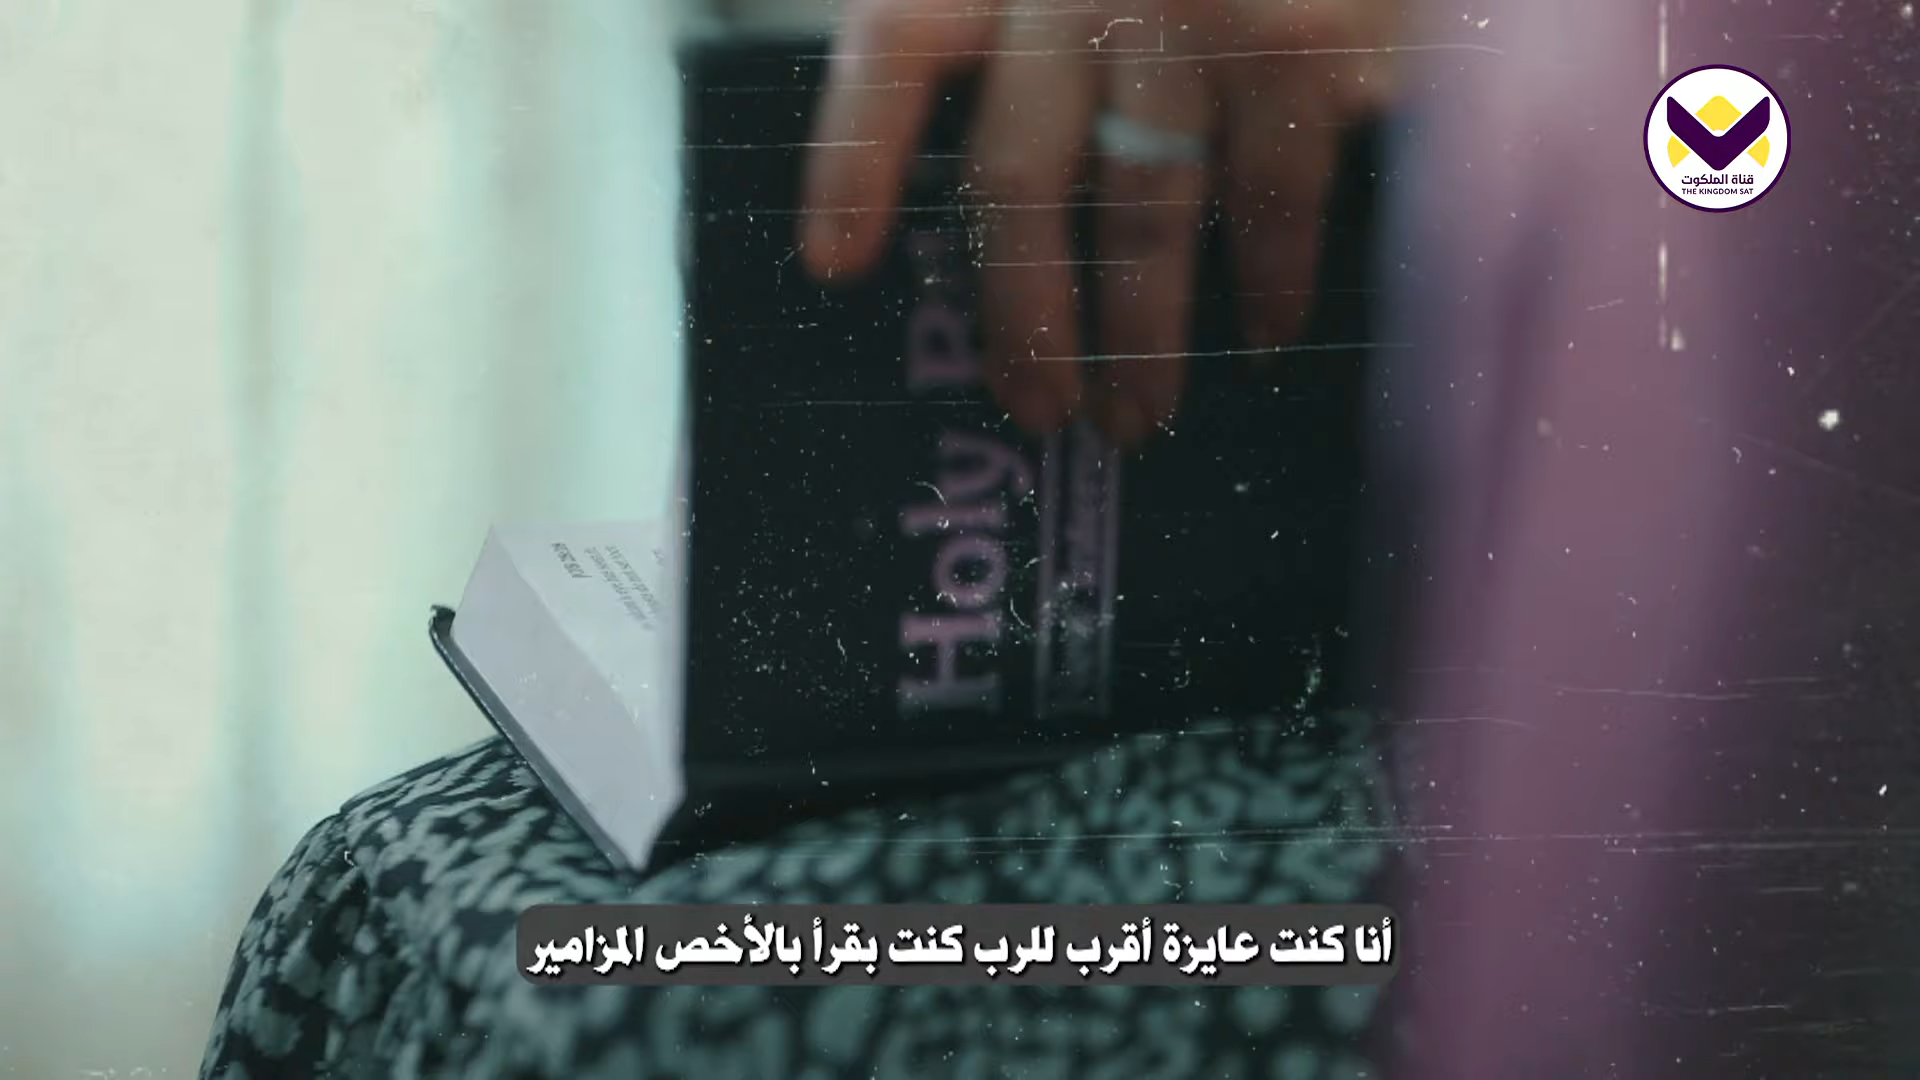 قناة الملكوت
THE KINGDOM SAT
Holy
أنا كنت عايزة أقرب للرب كنت بقرأ بالأخص المزامير